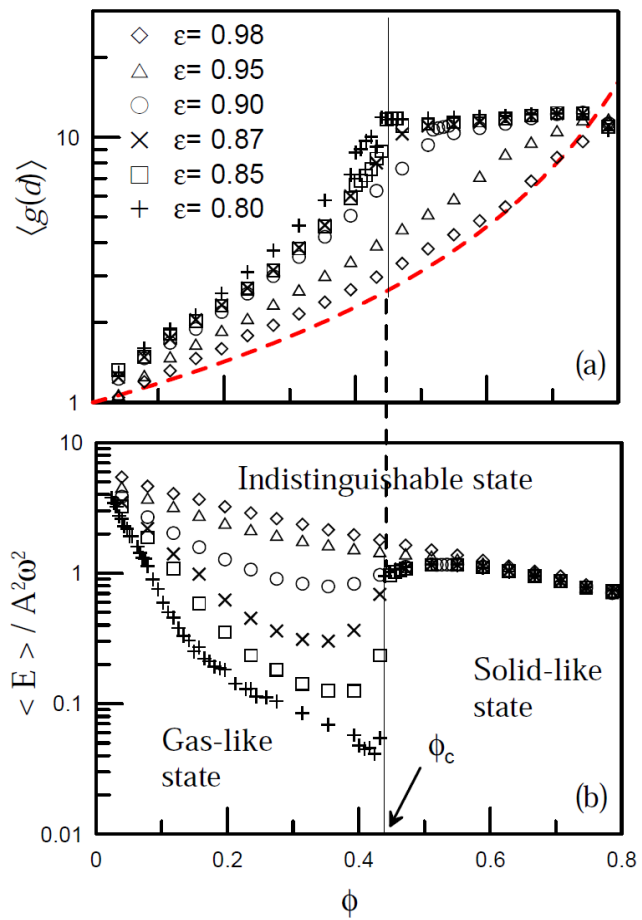 (a)
◇ ε= 0.98
△ ε= 0.95
○ ε= 0.90
× ε= 0.87
□ ε= 0.85
+ ε= 0.80
⟨g(d)⟩
10
1
(b)
10
1
0.1
0.01
< E > / A²ω²
Indistinguishable state
Solid-like
state
Gas-like
state
ϕc
0
0.2
0.4
0.6
0.8
ϕ